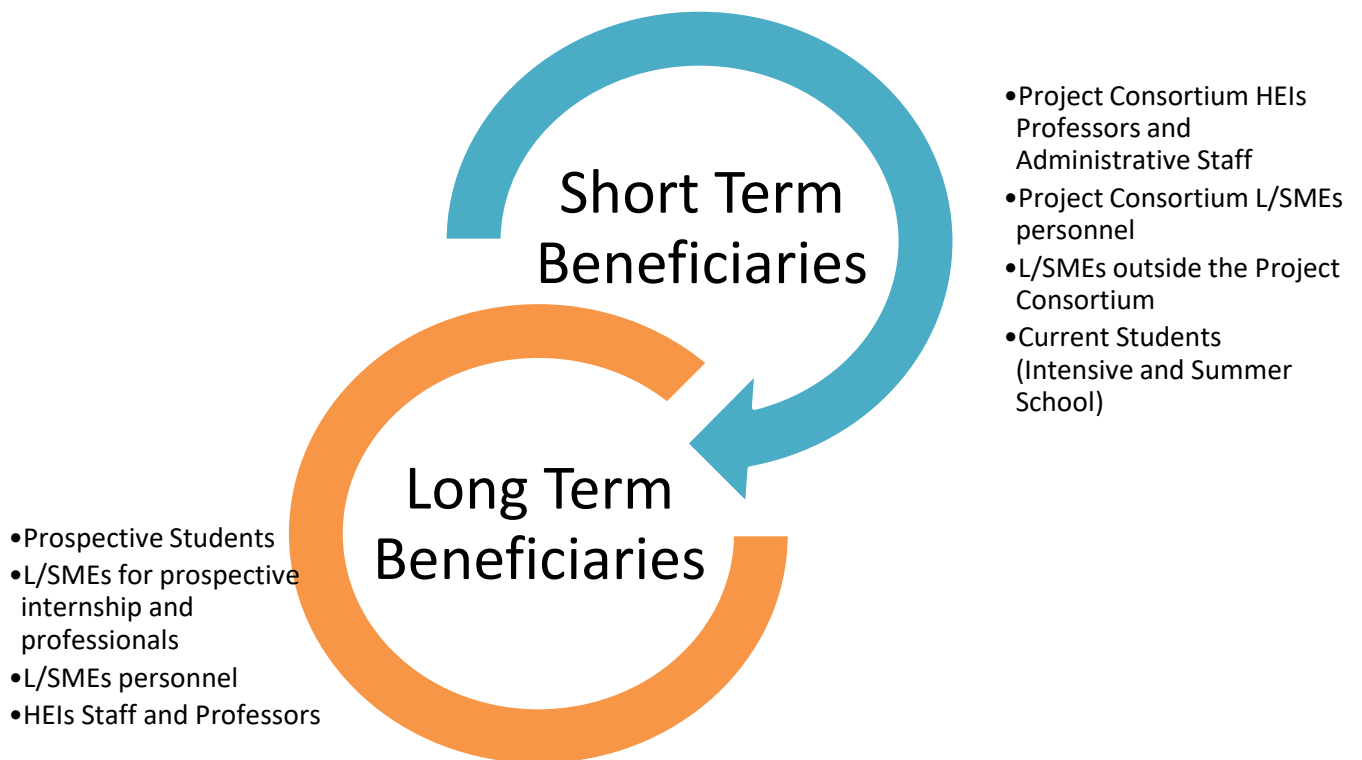 Short Term
Beneficiaries
•Project Consortium HEIs
Professors and
Administrative Staff
•Project Consortium L/SMEs
personnel
•L/SMEs outside the Project
Consortium
•Current Students
(Intensive and Summer
School)
Long Term
Beneficiaries
•Prospective Students
•L/SMEs for prospective
internship and
professionals
•L/SMEs personnel
•HEIs Staff and Professors